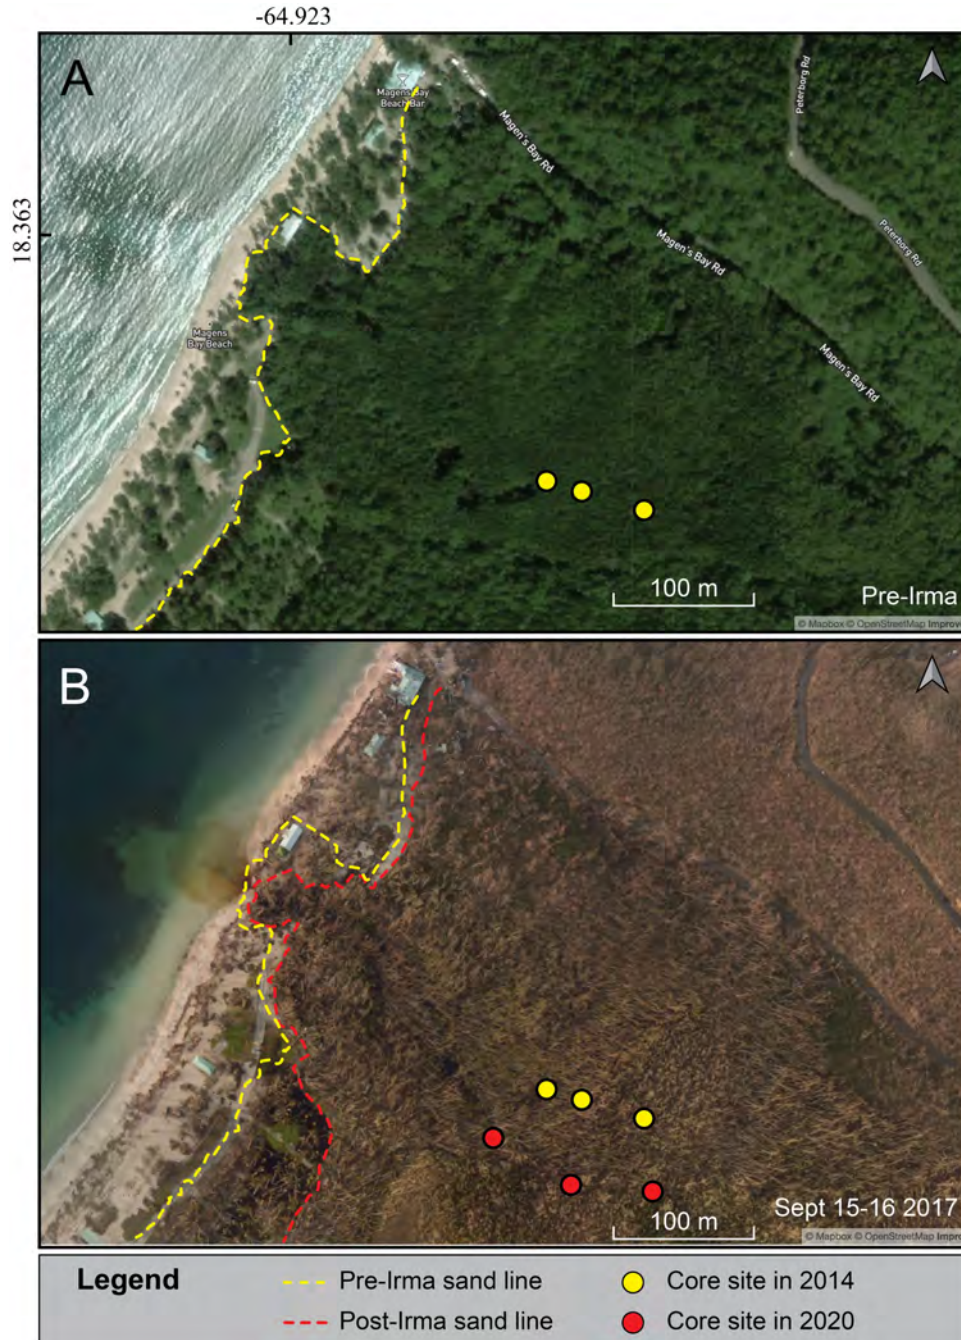 -64.923
A
Magens Bay
Beach Bar
Magen's Bay Rd
Peterborg Rd
18.363
Magen's Bay Rd
Peterborg Rd
Magens
Bay Beach
Magen's Bay Rd
100 m
Pre-Irma
© Mapbox © OpenStreetMap Improve
B
100 m
Sept 15-16 2017
© Mapbox © OpenStreetMap Improve
Legend
Pre-Irma sand line
Core site in 2014
Post-Irma sand line
Core site in 2020